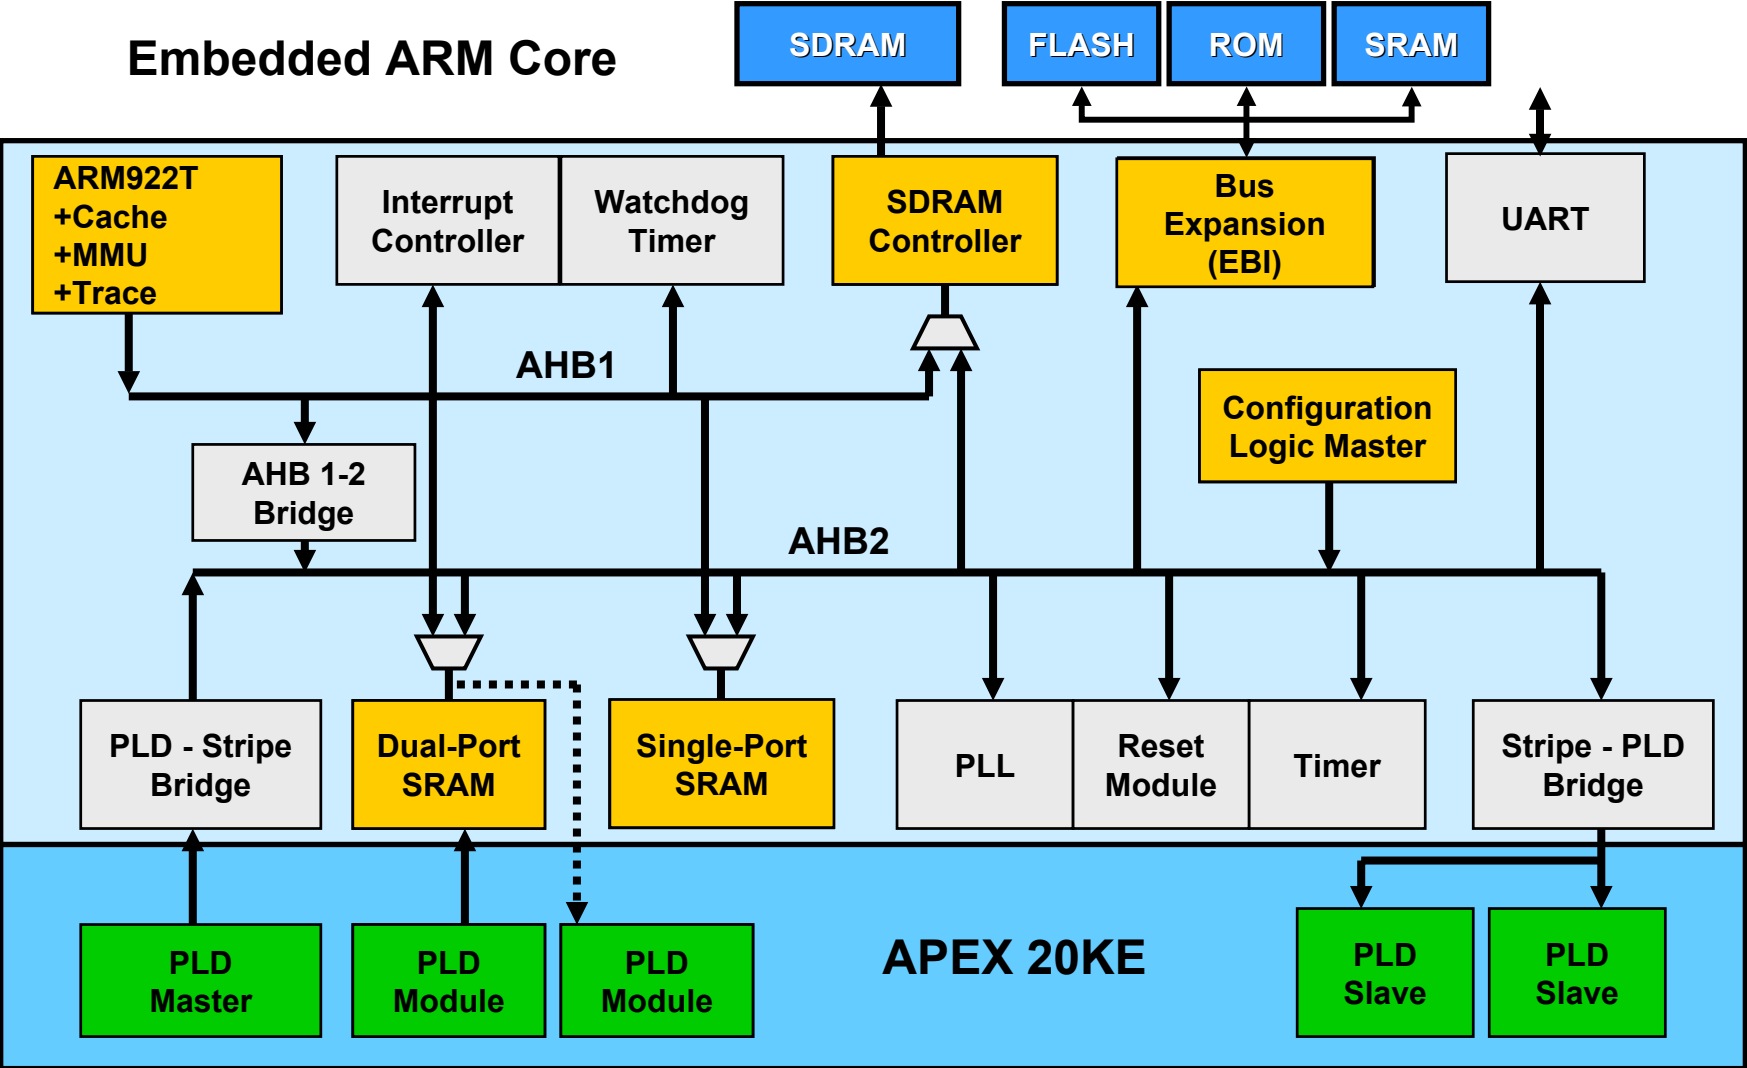 Embedded ARM Core
SDRAM
FLASH
ROM
SRAM
ARM922T
+Cache
+MMU
+Trace
Interrupt
Controller
Watchdog
Timer
SDRAM
Controller
Bus
Expansion
(EBI)
UART
AHB1
Configuration
Logic Master
AHB 1-2
Bridge
AHB2
PLD - Stripe
Bridge
Dual-Port
SRAM
Single-Port
SRAM
PLL
Reset
Module
Timer
Stripe - PLD
Bridge
PLD
Master
PLD
Module
PLD
Module
APEX 20KE
PLD
Slave
PLD
Slave